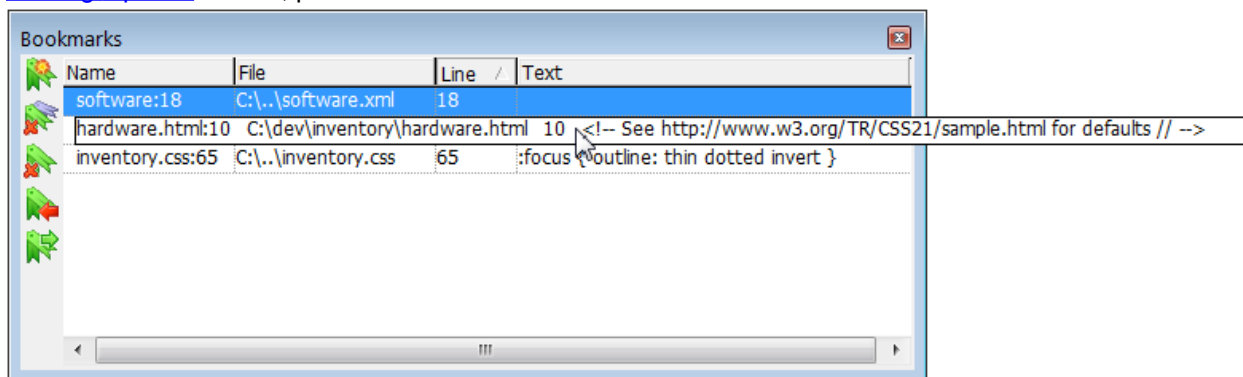 Bookmarks
Name File Line Text
software:18 C:\..\software.xml 18
hardware.html:10 C:\dev\inventory\hardware.html 10 <!-- See http://www.w3.org/TR/CSS21/sample.html for defaults // -->
inventory.css:65 C:\..\inventory.css 65 :focus { outline: thin dotted invert }